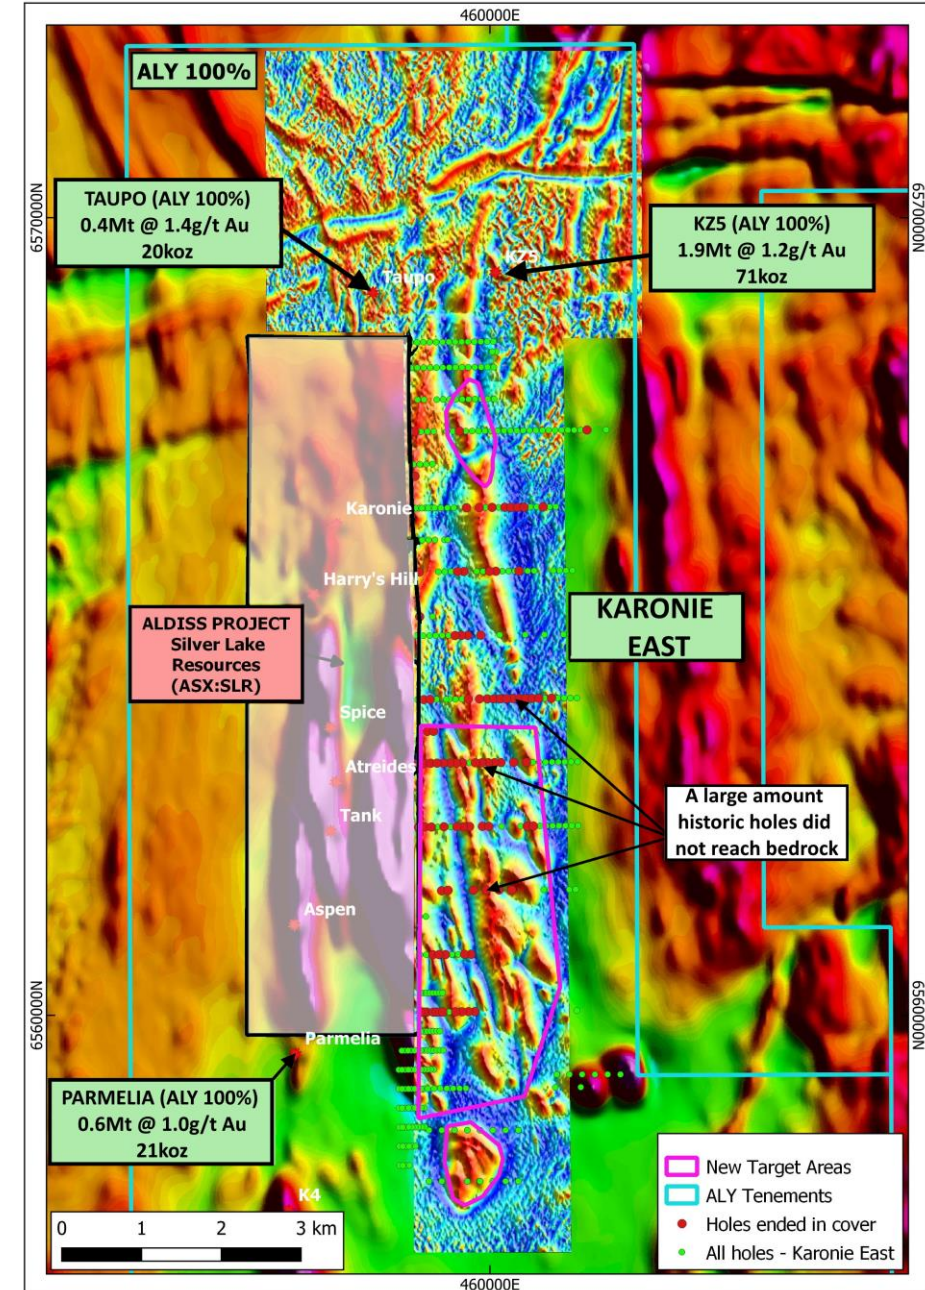 460000E
ALY 100%
6570000N
TAUPO (ALY 100%)
0.4Mt @ 1.4g/t Au
20koz
KZ5 (ALY 100%)
1.9Mt @ 1.2g/t Au
71koz
6570000N
KZ5
Taupo
Karonie
Harry's Hill
ALDISS PROJECT
Silver Lake
Resources
(ASX:SLR)
KARONIE
EAST
Spice
Atreides
Tank
A large amount
historic holes did
not reach bedrock
Aspen
6560000N
6560000N
Parmelia
PARMELIA (ALY 100%)
0.6Mt @ 1.0g/t Au
21koz
K4
0 1 2 3 km
New Target Areas
ALY Tenements
Holes ended in cover
All holes - Karonie East
460000E